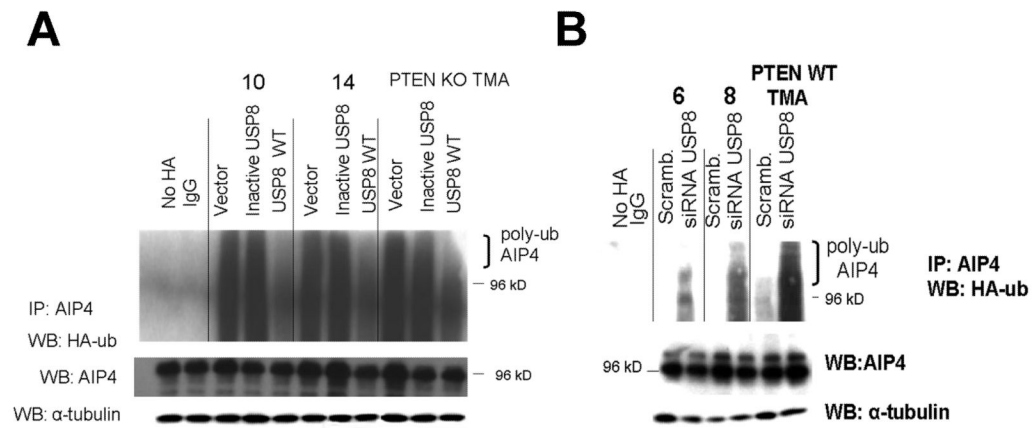 A
10
14
PTEN KO TMA
No HA
IgG
Vector
Inactive USP8
USP8 WT
Vector
Inactive USP8
USP8 WT
Vector
Inactive USP8
USP8 WT
poly-ub
AIP4
96 kD
IP: AIP4
WB: HA-ub
WB: AIP4
96 kD
WB: α-tubulin
B
PTEN WT
TMA
6
8
No HA
IgG
Scramb.
siRNA USP8
Scramb.
siRNA USP8
Scramb.
siRNA USP8
poly-ub
AIP4
96 kD
IP: AIP4
WB: HA-ub
96 kD
WB:AIP4
WB: α-tubulin